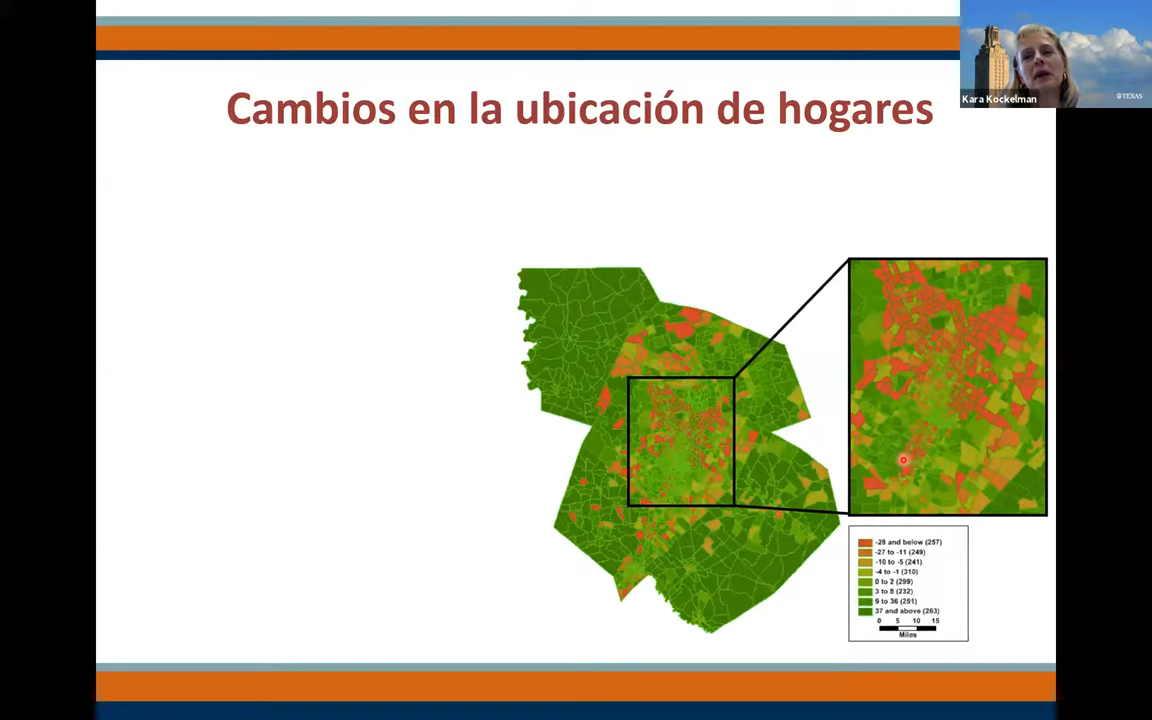 Cambios en la ubicación de hogares
Kara Kockelman
TEXAS
-28 and below (257)
-27 to -11 (249)
-10 to -5 (241)
-4 to -1 (310)
0 to 2 (299)
3 to 8 (232)
9 to 36 (251)
37 and above (263)
0 5 10 15
Miles